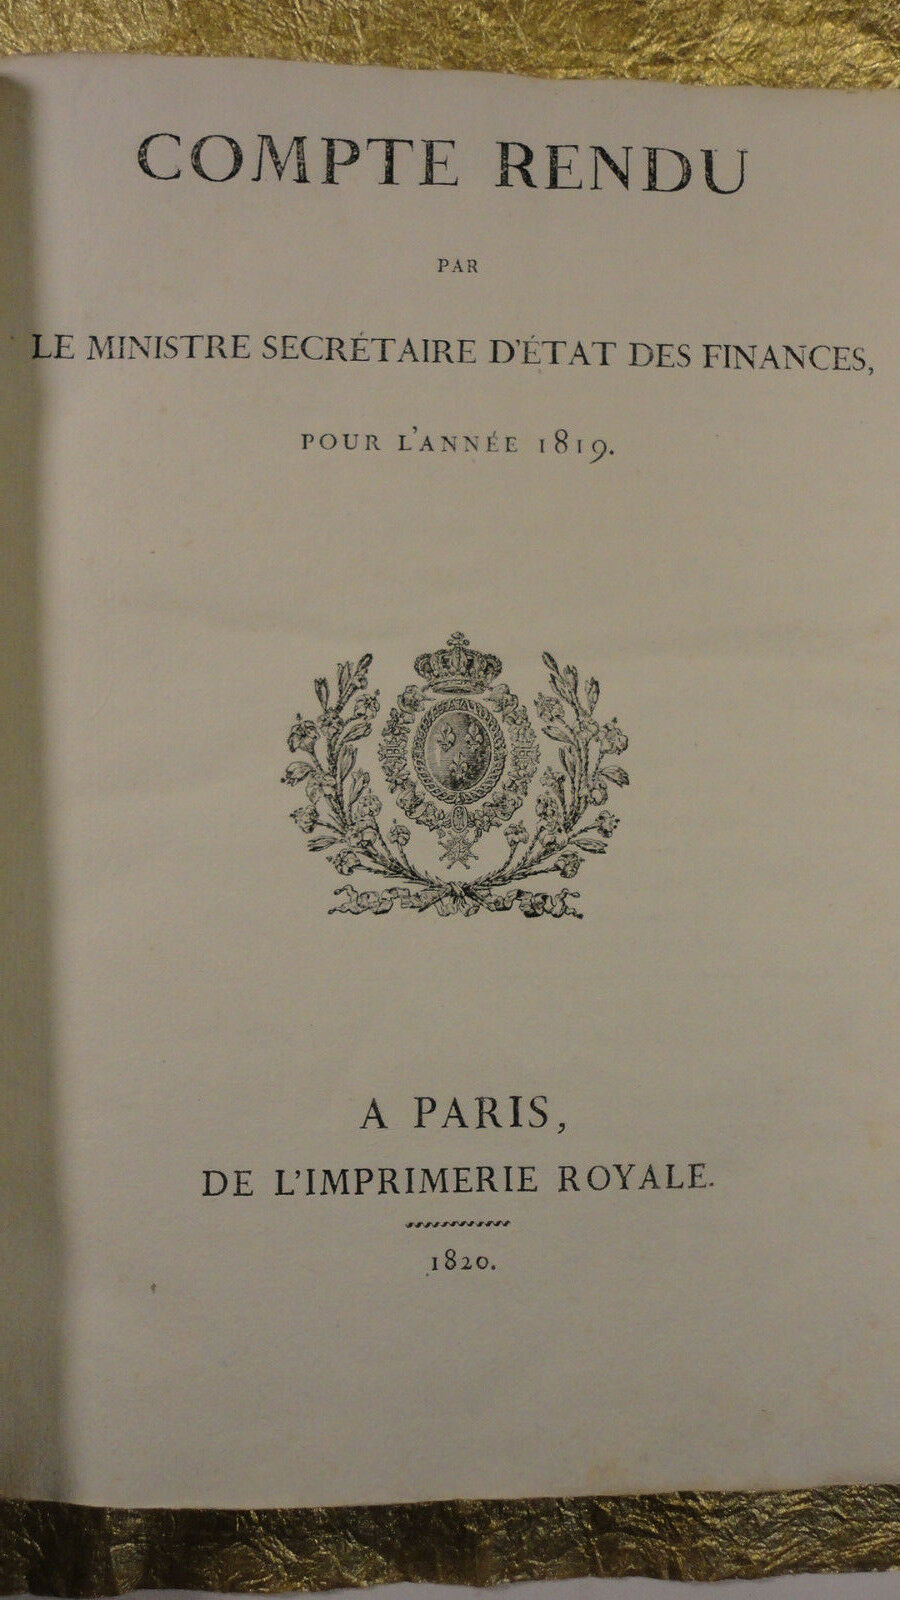 COMPTE RENDU
PAR
LE MINISTRE SECRÉTAIRE D'ÉTAT DES FINANCES,
POUR L'ANNÉE 1819.
A PARIS,
DE L'IMPRIMERIE ROYALE.
1820.